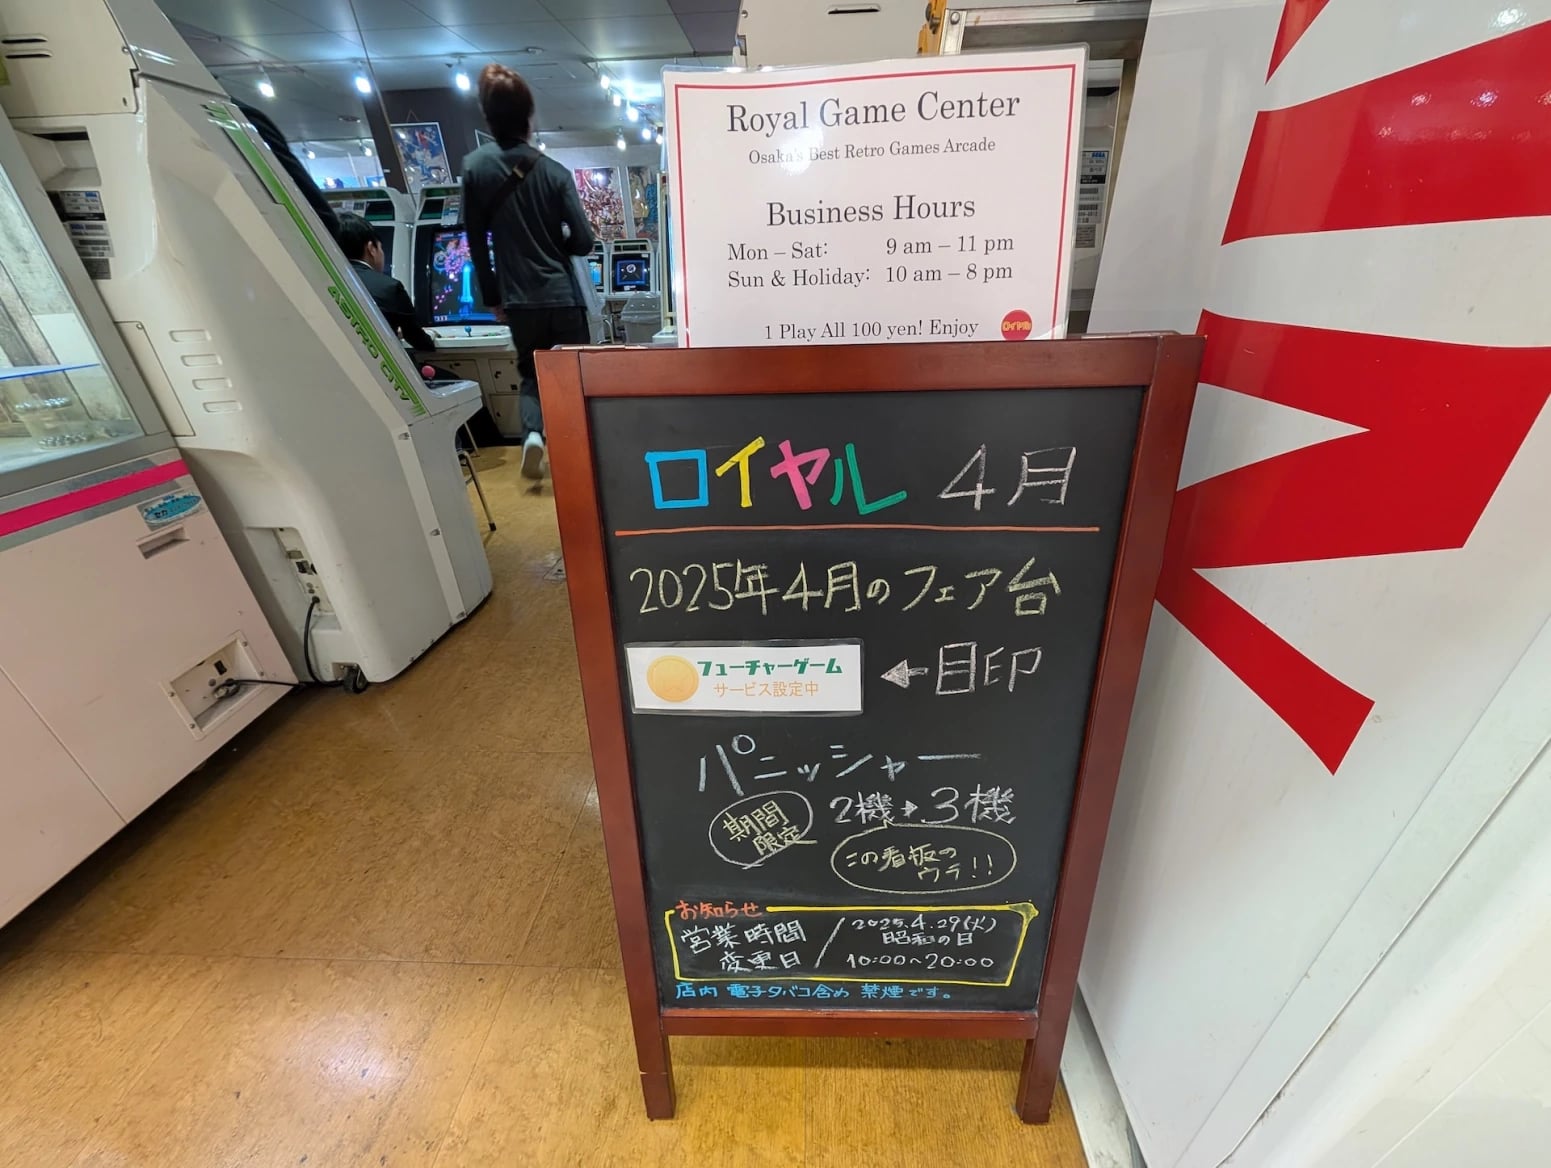 Royal Game Center
Osaka's Best Retro Games Arcade
Business Hours
Mon – Sat: 9 am – 11 pm
Sun & Holiday: 10 am – 8 pm
1 Play All 100 yen! Enjoy
ロイヤル
ロイヤル 4月
2025年4月のフェア台
フューチャーゲーム
サービス設定中
←目印
パニッシャー
期間
限定
2機→3機
この看板の
ウラ!!
お知らせ
営業時間
変更日
2025.4.29(火)
昭和の日
10:00~20:00
店内 電子タバコ含め 禁煙です。
ASTRO CITY
SEGA